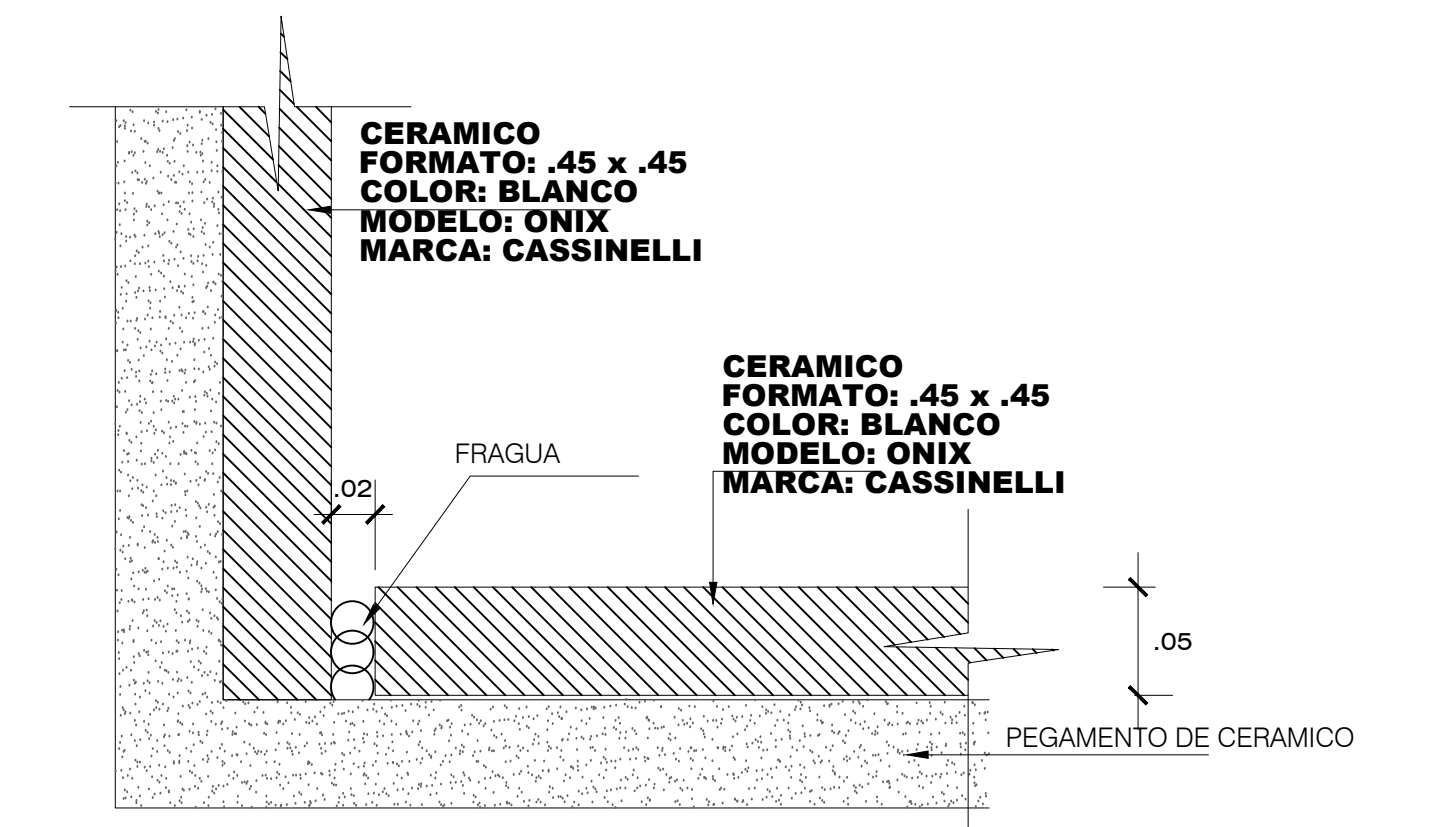 CERAMICO
FORMATO: .45 x .45
COLOR: BLANCO
MODELO: ONIX
MARCA: CASSINELLI
CERAMICO
FORMATO: .45 x .45
COLOR: BLANCO
MODELO: ONIX
MARCA: CASSINELLI
FRAGUA
.02
.05
PEGAMENTO DE CERAMICO